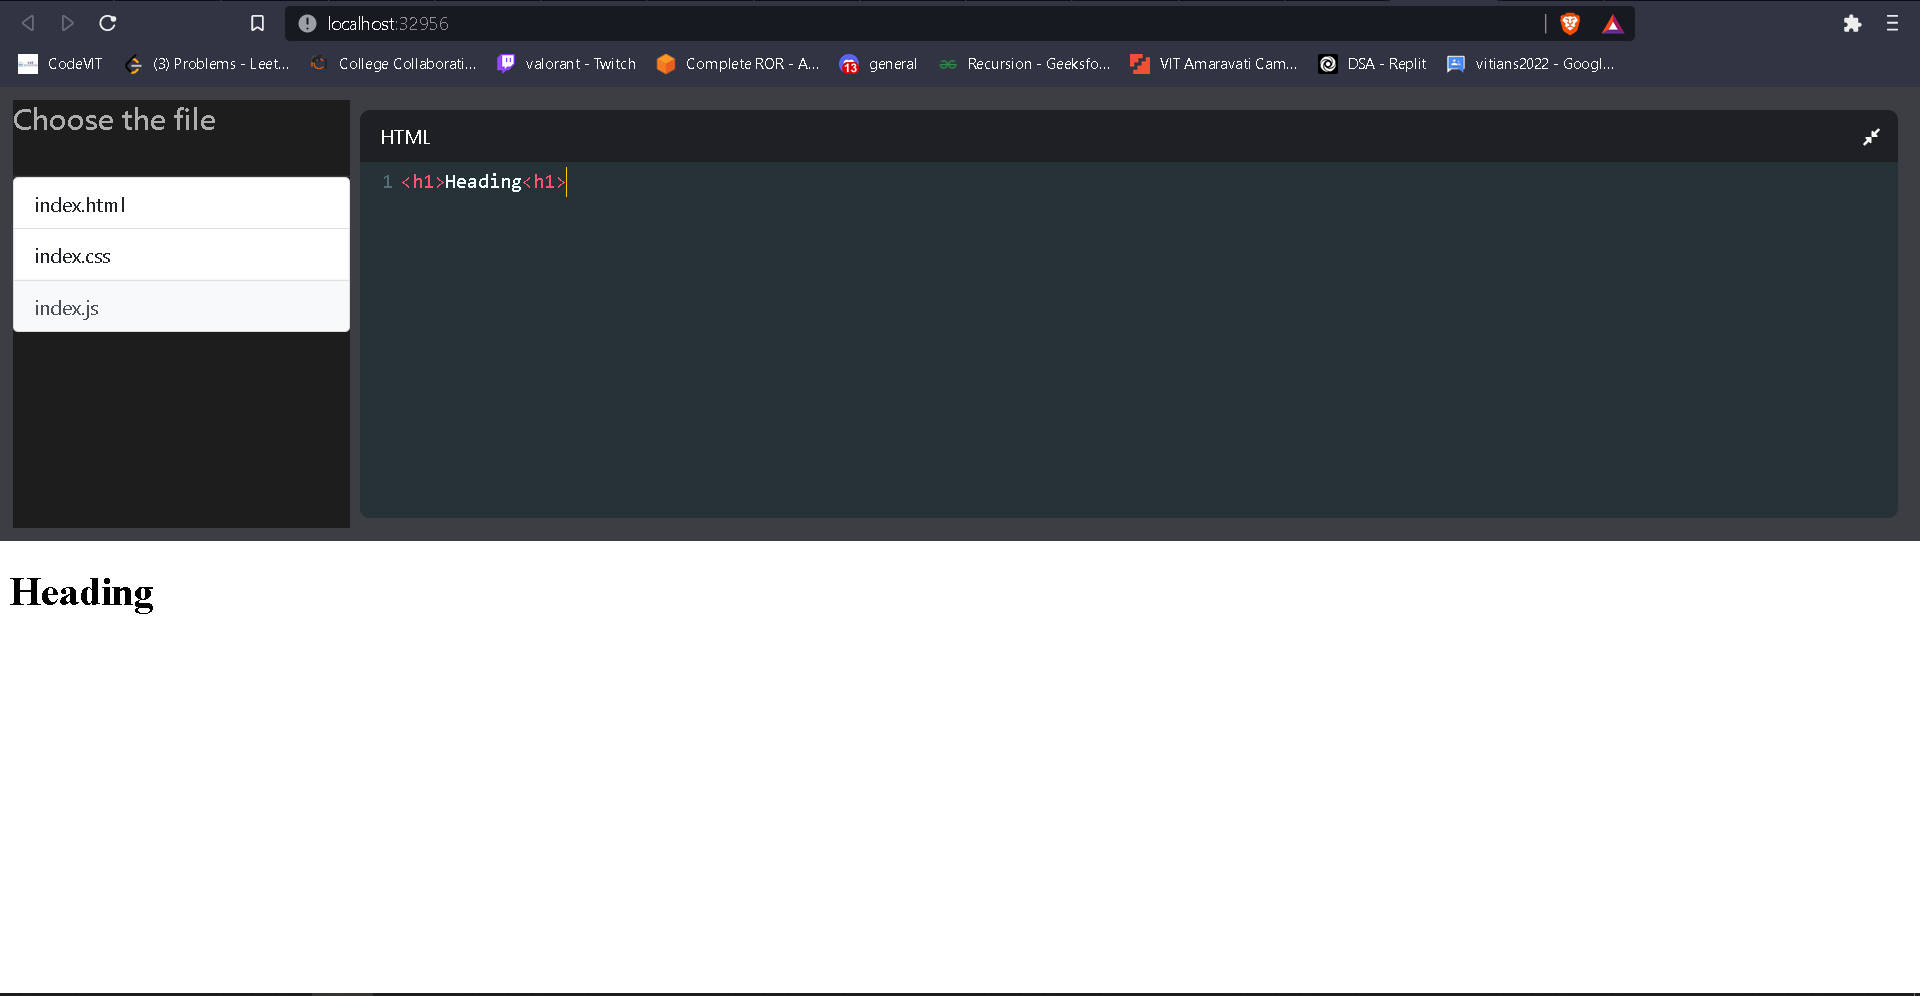 localhost:32956
CodeVIT (3) Problems - Leet... College Collaborati... valorant - Twitch Complete ROR - A... 13 general Recursion - Geeksfo... VIT Amaravati Cam... DSA - Replit vitians2022 - Googl...
Choose the file
index.html
index.css
index.js
HTML
1 <h1>Heading<h1>
Heading